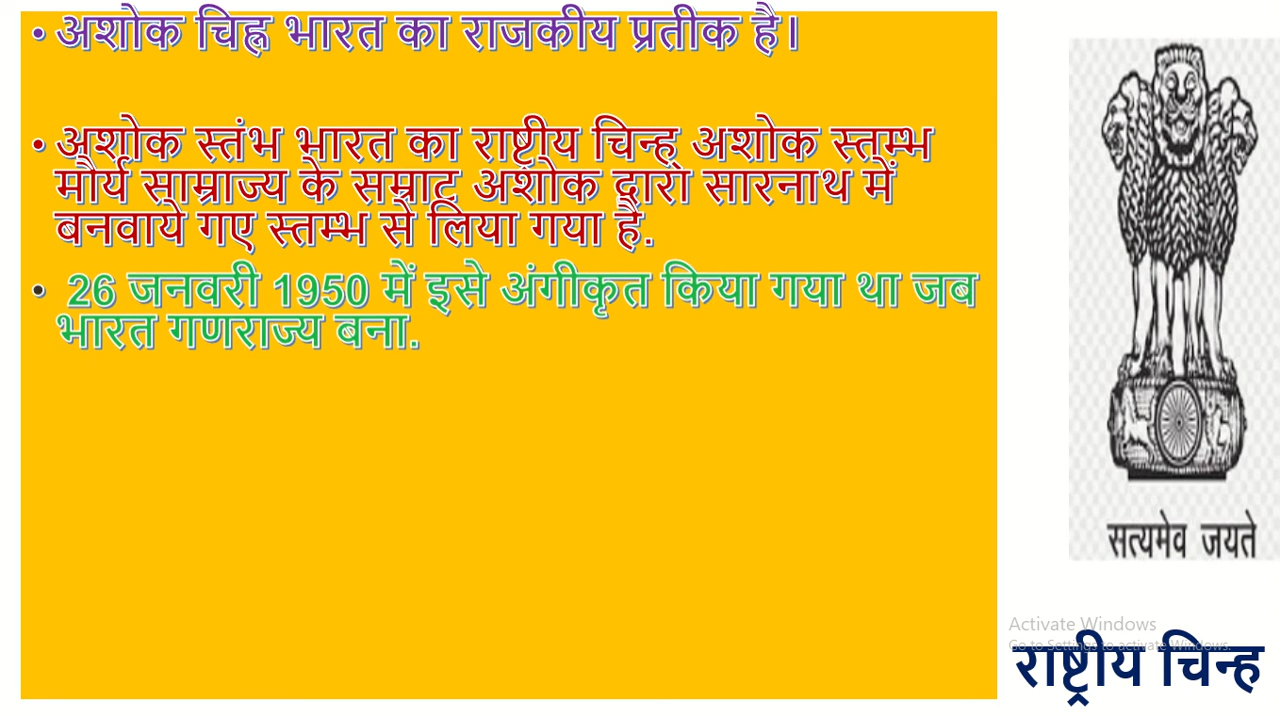 • अशोक चिह्न भारत का राजकीय प्रतीक है।
• अशोक स्तंभ भारत का राष्ट्रीय चिन्ह् अशोक स्तम्भ
मौर्य साम्राज्य के सम्राट अशोक द्वारा सारनाथ में
बनवाये गए स्तम्भ से लिया गया है.
• 26 जनवरी 1950 में इसे अंगीकृत किया गया था जब
भारत गणराज्य बना.
सत्यमेव जयते
Activate Windows
Go to Settings to activate Windows.
राष्ट्रीय चिन्ह